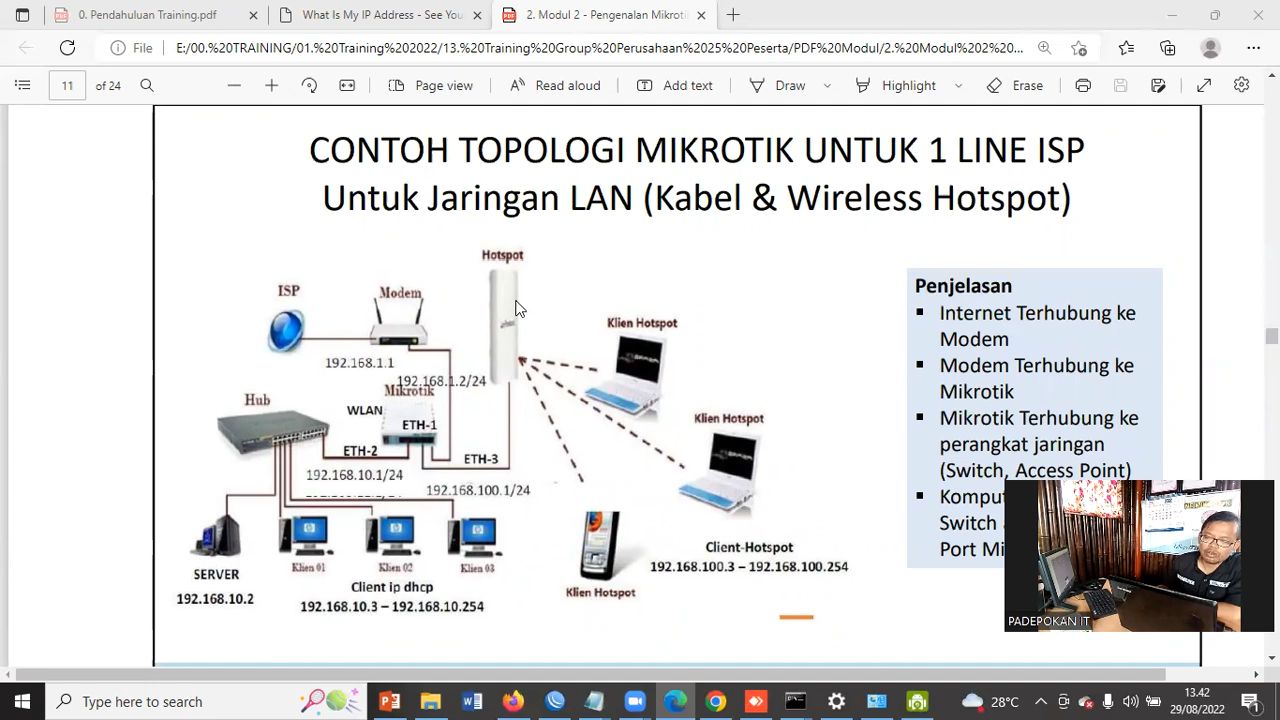 0. Pendahuluan Training.pdf
What Is My IP Address - See You
2. Modul 2 - Pengenalan Mikroti
File
E:/00.%20TRAINING/01.%20Training%202022/13.%20Training%20Group%20Perusahaan%2025%20Peserta/PDF%20Modul/2.%20Modul%202%20...
11 of 24
Page view
Read aloud
Add text
Draw
Highlight
Erase
CONTOH TOPOLOGI MIKROTIK UNTUK 1 LINE ISP
Untuk Jaringan LAN (Kabel & Wireless Hotspot)
Hotspot
ISP
Modem
192.168.1.1
192.168.1.2/24
Klien Hotspot
Hub
Mikrotik
WLAN
ETH-1
ETH-2
ETH-3
192.168.10.1/24
192.168.100.1/24
Klien Hotspot
SERVER
192.168.10.2
Klien 01
Klien 02
Klien 03
Client ip dhcp
192.168.10.3 – 192.168.10.254
Klien Hotspot
Client-Hotspot
192.168.100.3 – 192.168.100.254
Penjelasan
Internet Terhubung ke
Modem
Modem Terhubung ke
Mikrotik
Mikrotik Terhubung ke
perangkat jaringan
(Switch, Access Point)
Komput
Switch
Port Mi
PADEPOKAN IT
Type here to search
28°C
13.42
29/08/2022
1